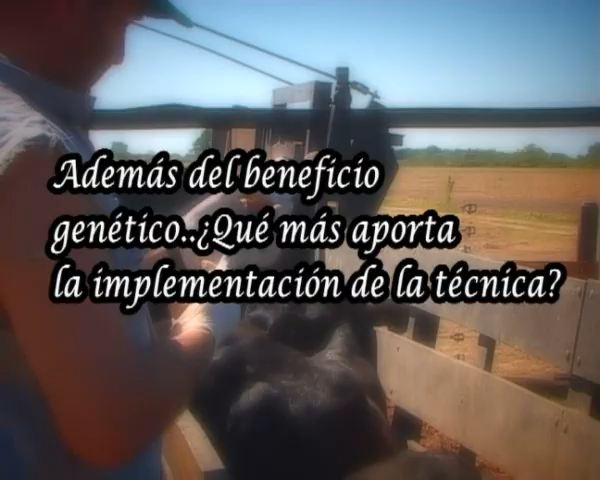 Además del beneficio
genético..¿Qué más aporta
la implementación de la técnica?